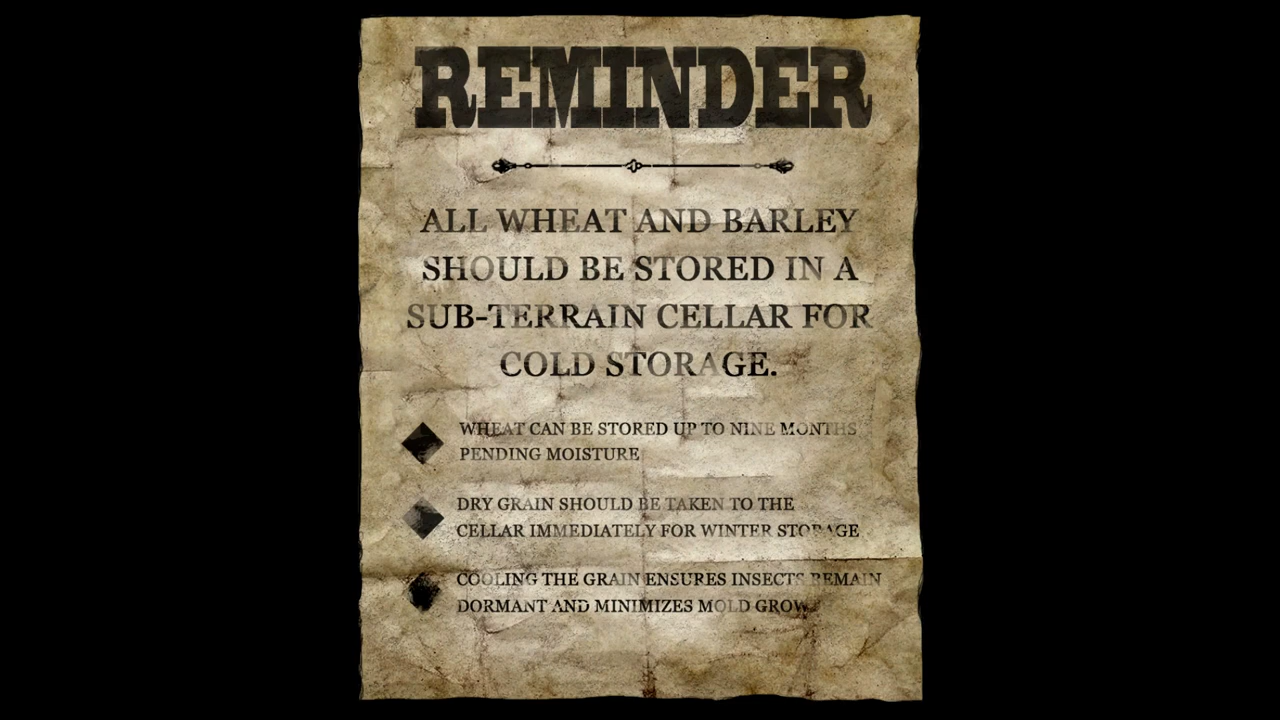 REMINDER
ALL WHEAT AND BARLEY
SHOULD BE STORED IN A
SUB-TERRAIN CELLAR FOR
COLD STORAGE.
WHEAT CAN BE STORED UP TO NINE MONTHS
PENDING MOISTURE
DRY GRAIN SHOULD BE TAKEN TO THE
CELLAR IMMEDIATELY FOR WINTER STORAGE
COOLING THE GRAIN ENSURES INSECTS REMAIN
DORMANT AND MINIMIZES MOLD